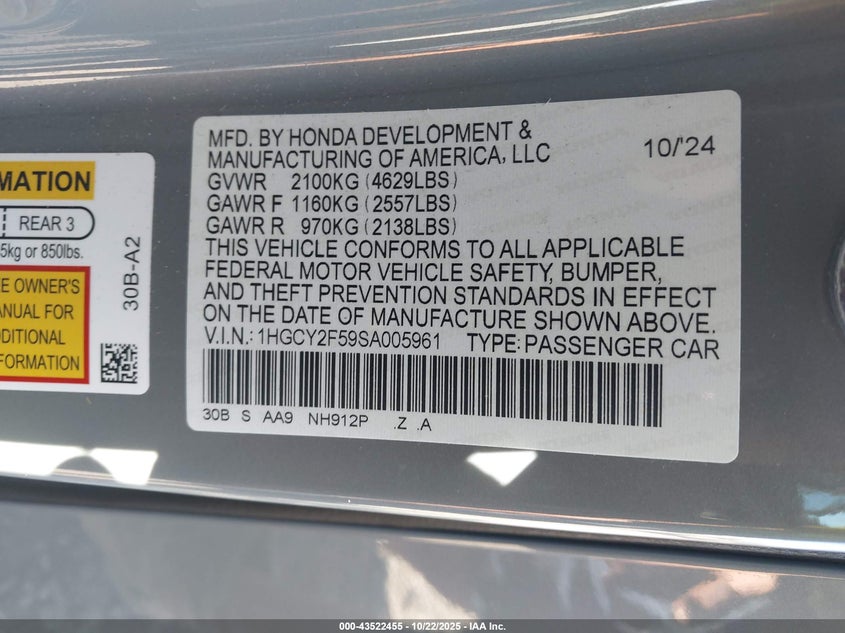 MATION
REAR 3
5kg or 850lbs.
E OWNER'S
ANUAL FOR
DDITIONAL
FORMATION
30B-A2
MFD. BY HONDA DEVELOPMENT &
MANUFACTURING OF AMERICA, LLC 10/'24
GVWR 2100KG (4629LBS)
GAWR F 1160KG (2557LBS)
GAWR R 970KG (2138LBS)
THIS VEHICLE CONFORMS TO ALL APPLICABLE
FEDERAL MOTOR VEHICLE SAFETY, BUMPER,
AND THEFT PREVENTION STANDARDS IN EFFECT
ON THE DATE OF MANUFACTURE SHOWN ABOVE.
V.I.N.: 1HGCY2F59SA005961 TYPE: PASSENGER CAR
30B S AA9 NH912P .Z .A
000-43522455 - 10/22/2025 - IAA Inc.